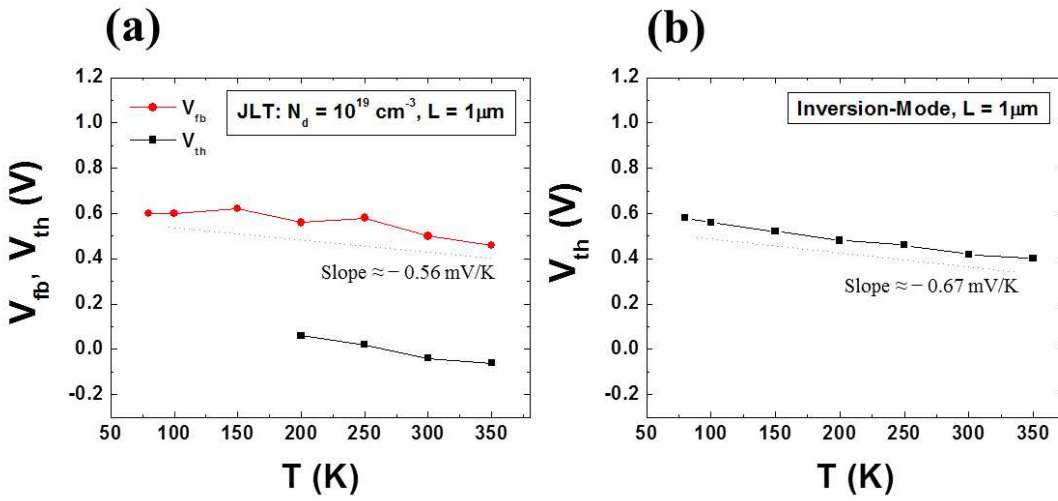 (a)
V_fb, V_th (V)
1.2
1.0
0.8
0.6
0.4
0.2
0.0
-0.2
V_fb
V_th
JLT: N_d = 10^19 cm^-3, L = 1μm
Slope ≈ − 0.56 mV/K
50 100 150 200 250 300 350
T (K)
(b)
V_th (V)
1.2
1.0
0.8
0.6
0.4
0.2
0.0
-0.2
Inversion-Mode, L = 1μm
Slope ≈ − 0.67 mV/K
50 100 150 200 250 300 350
T (K)